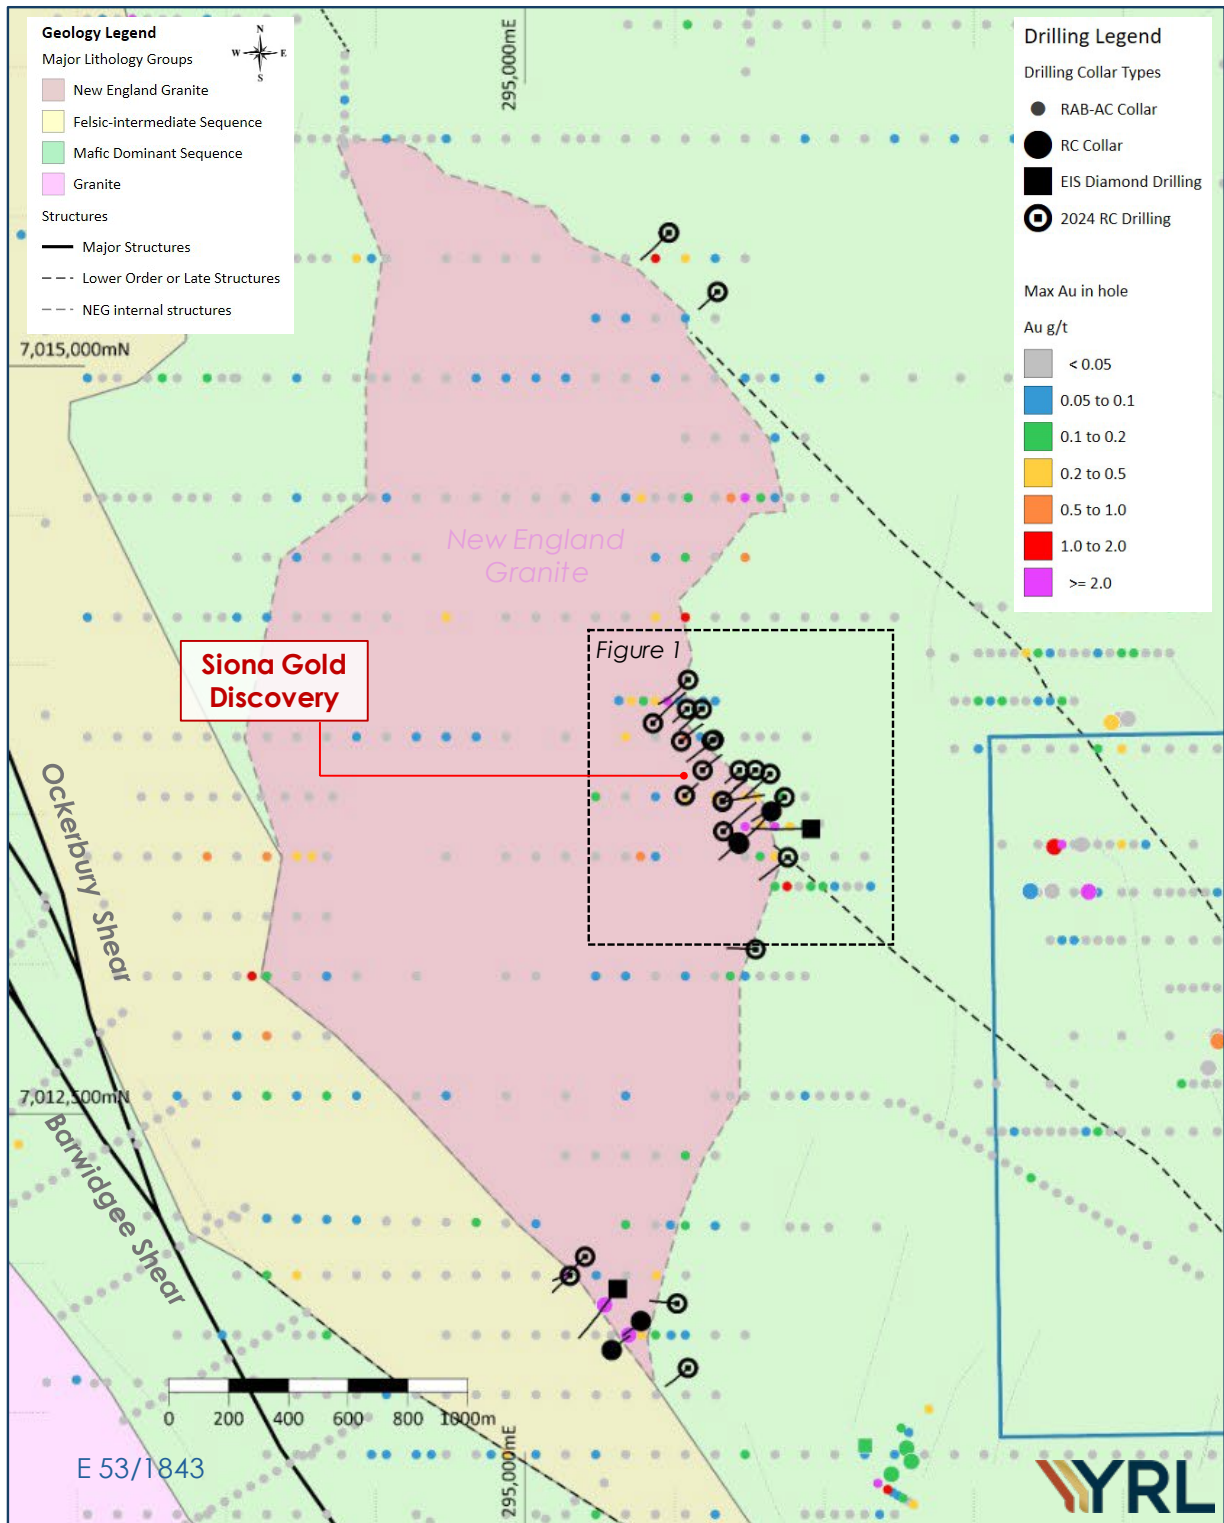 Geology Legend
Major Lithology Groups
New England Granite
Felsic-intermediate Sequence
Mafic Dominant Sequence
Granite
Structures
Major Structures
Lower Order or Late Structures
NEG internal structures
N
W E
S
295,000mE
Drilling Legend
Drilling Collar Types
RAB-AC Collar
RC Collar
EIS Diamond Drilling
2024 RC Drilling
Max Au in hole
Au g/t
< 0.05
0.05 to 0.1
0.1 to 0.2
0.2 to 0.5
0.5 to 1.0
1.0 to 2.0
>= 2.0
7,015,000mN
New England
Granite
Figure 1
Siona Gold
Discovery
Ockerbury Shear
7,012,500mN
Barwidgee Shear
0 200 400 600 800 1000m
295,000mE
E 53/1843
YRL